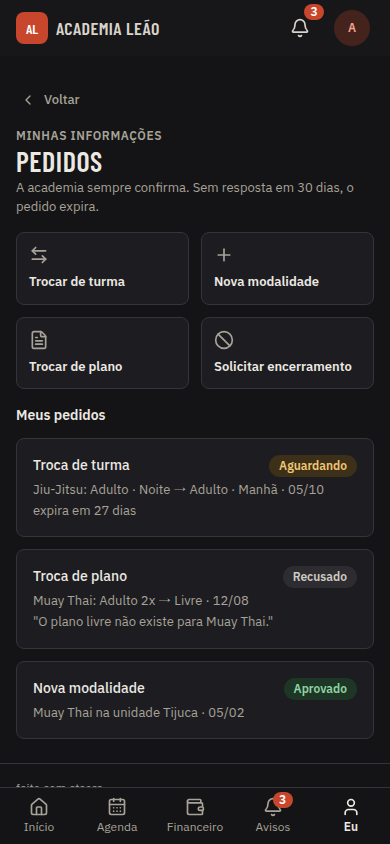 AL ACADEMIA LEÃO 3 A
Voltar
MINHAS INFORMAÇÕES
PEDIDOS
A academia sempre confirma. Sem resposta em 30 dias, o
pedido expira.
Trocar de turma
Nova modalidade
Trocar de plano
Solicitar encerramento
Meus pedidos
Troca de turma Aguardando
Jiu-Jitsu: Adulto · Noite → Adulto · Manhã · 05/10
expira em 27 dias
Troca de plano Recusado
Muay Thai: Adulto 2x → Livre · 12/08
"O plano livre não existe para Muay Thai."
Nova modalidade Aprovado
Muay Thai na unidade Tijuca · 05/02
3
Início Agenda Financeiro Avisos Eu